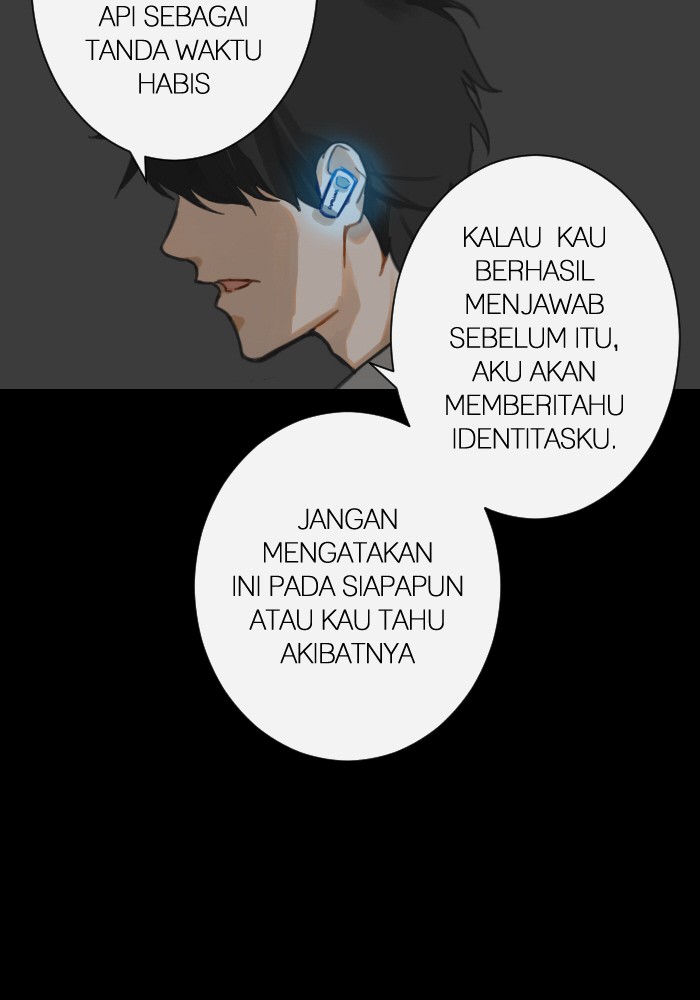 API SEBAGAI
TANDA WAKTU
HABIS
KALAU KAU
BERHASIL
MENJAWAB
SEBELUM ITU,
AKU AKAN
MEMBERITAHU
IDENTITASKU.
JANGAN
MENGATAKAN
INI PADA SIAPAPUN
ATAU KAU TAHU
AKIBATNYA